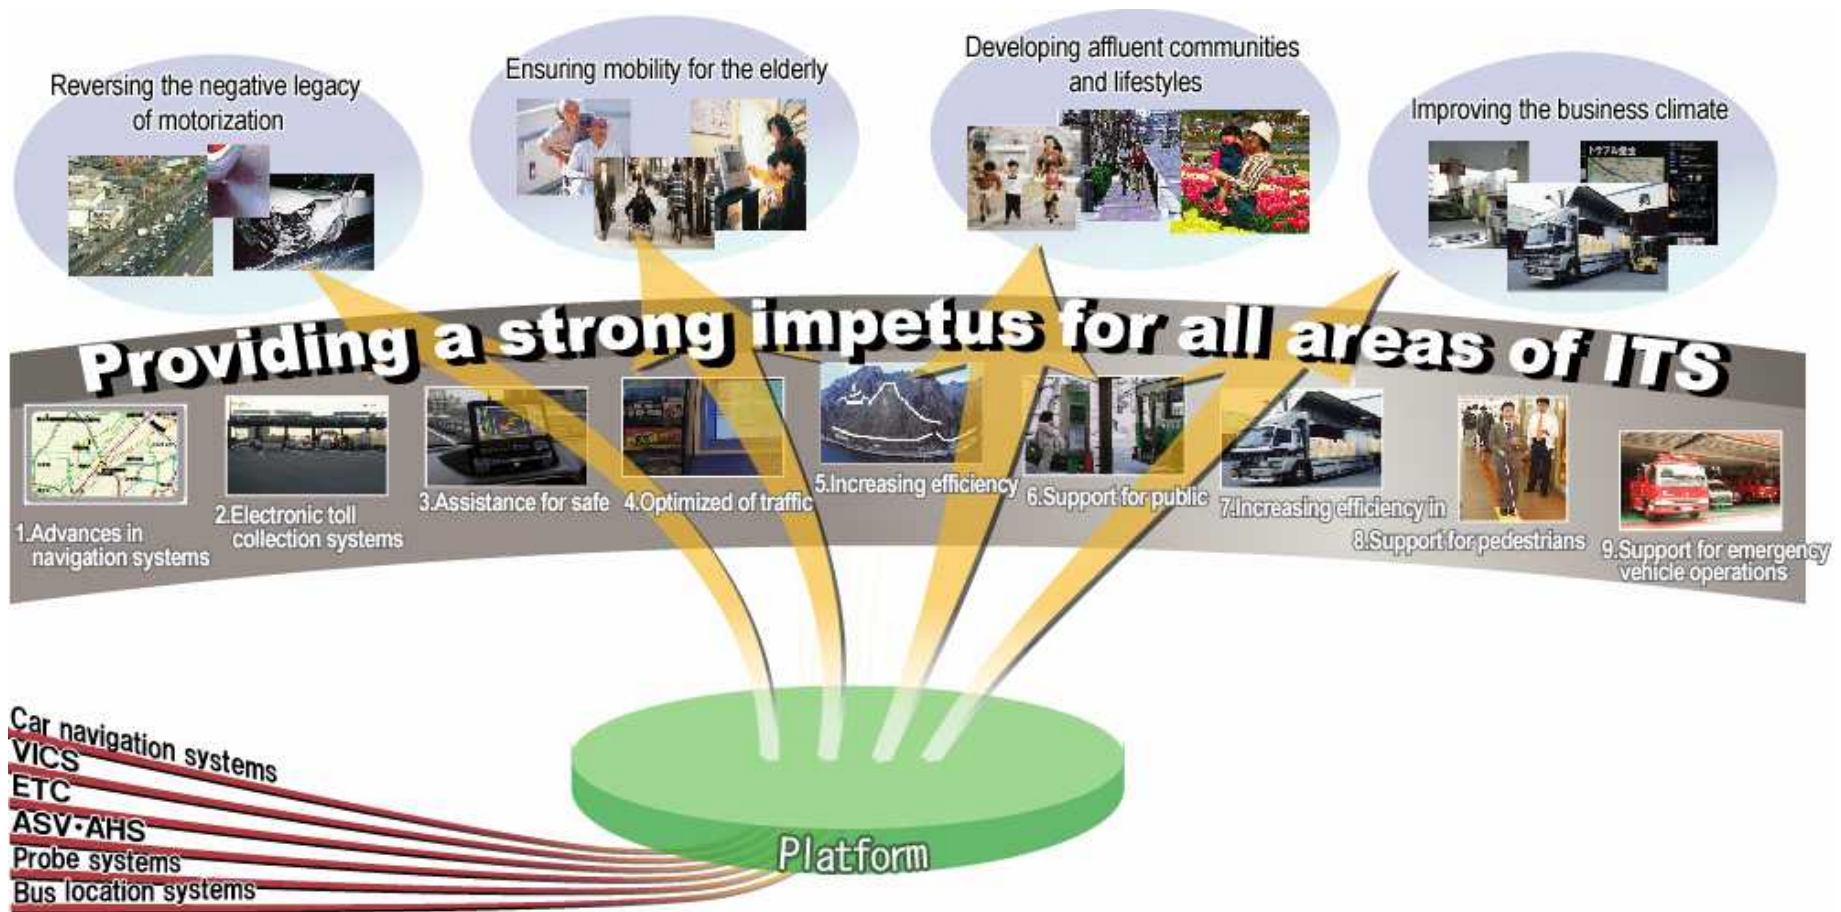 Reversing the negative legacy
of motorization
Ensuring mobility for the elderly
Developing affluent communities
and lifestyles
Improving the business climate
Providing a strong impetus for all areas of ITS
1.Advances in
navigation systems
2.Electronic toll
collection systems
3.Assistance for safe
4.Optimized of traffic
5.Increasing efficiency
6.Support for public
7.Increasing efficiency in
8.Support for pedestrians
9.Support for emergency
vehicle operations
Car navigation systems
VICS
ETC
ASV・AHS
Probe systems
Bus location systems
Platform